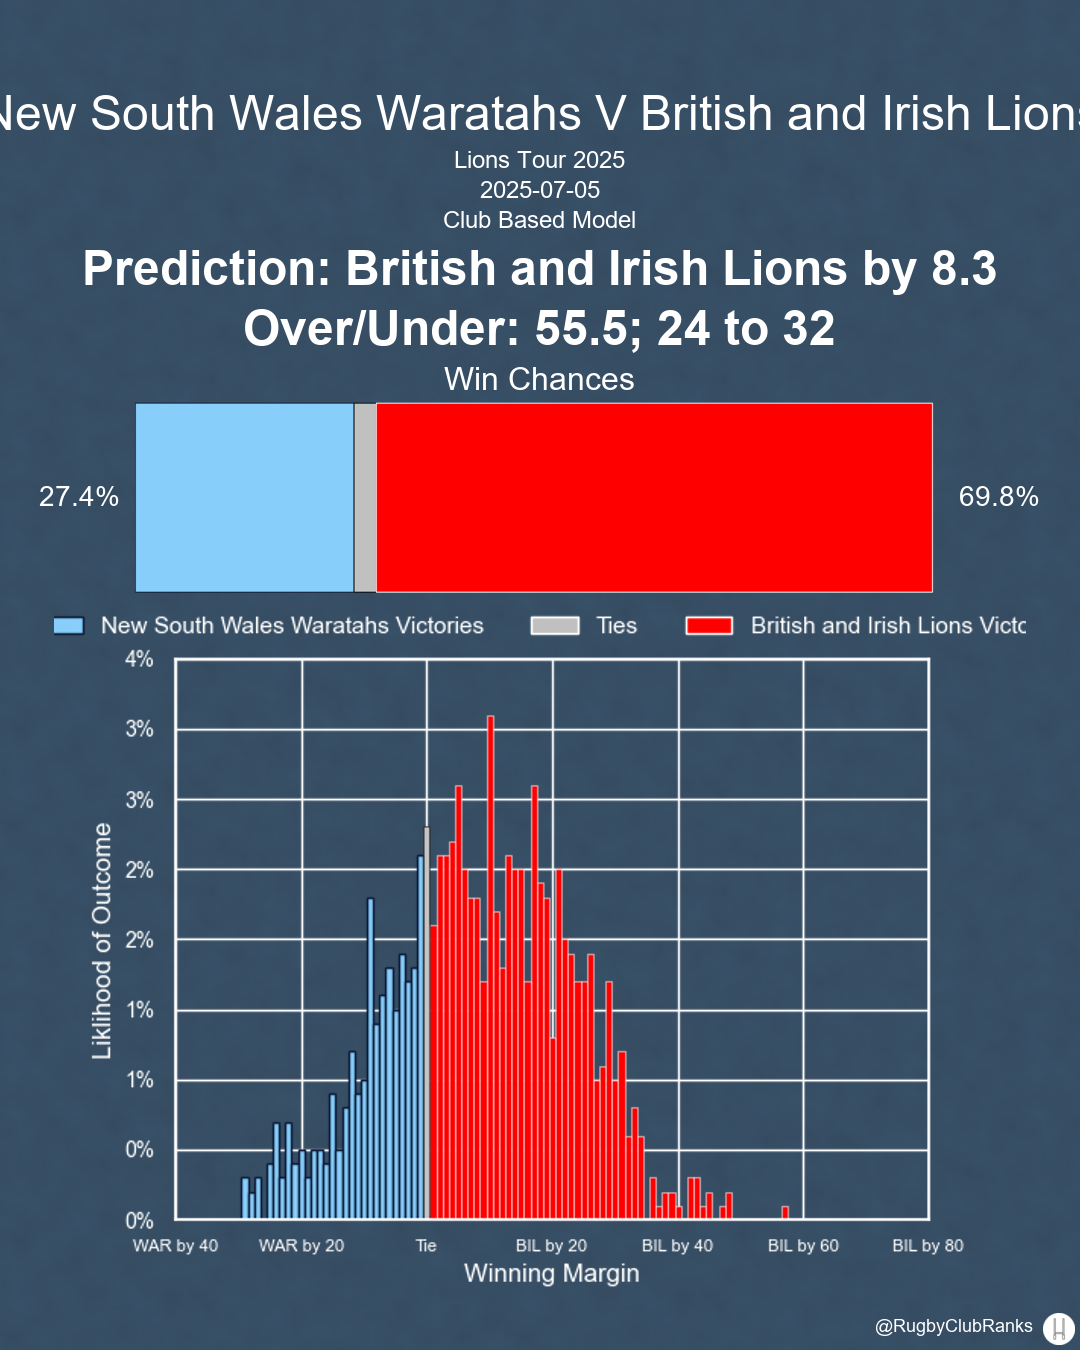 New South Wales Waratahs V British and Irish Lions
Lions Tour 2025
2025-07-05
Club Based Model
Prediction: British and Irish Lions by 8.3
Over/Under: 55.5; 24 to 32
Win Chances
27.4%
69.8%
New South Wales Waratahs Victories
Ties
British and Irish Lions Victo
4%
3%
3%
2%
2%
1%
1%
0%
0%
Liklihood of Outcome
WAR by 40
WAR by 20
Tie
BIL by 20
BIL by 40
BIL by 60
BIL by 80
Winning Margin
@RugbyClubRanks